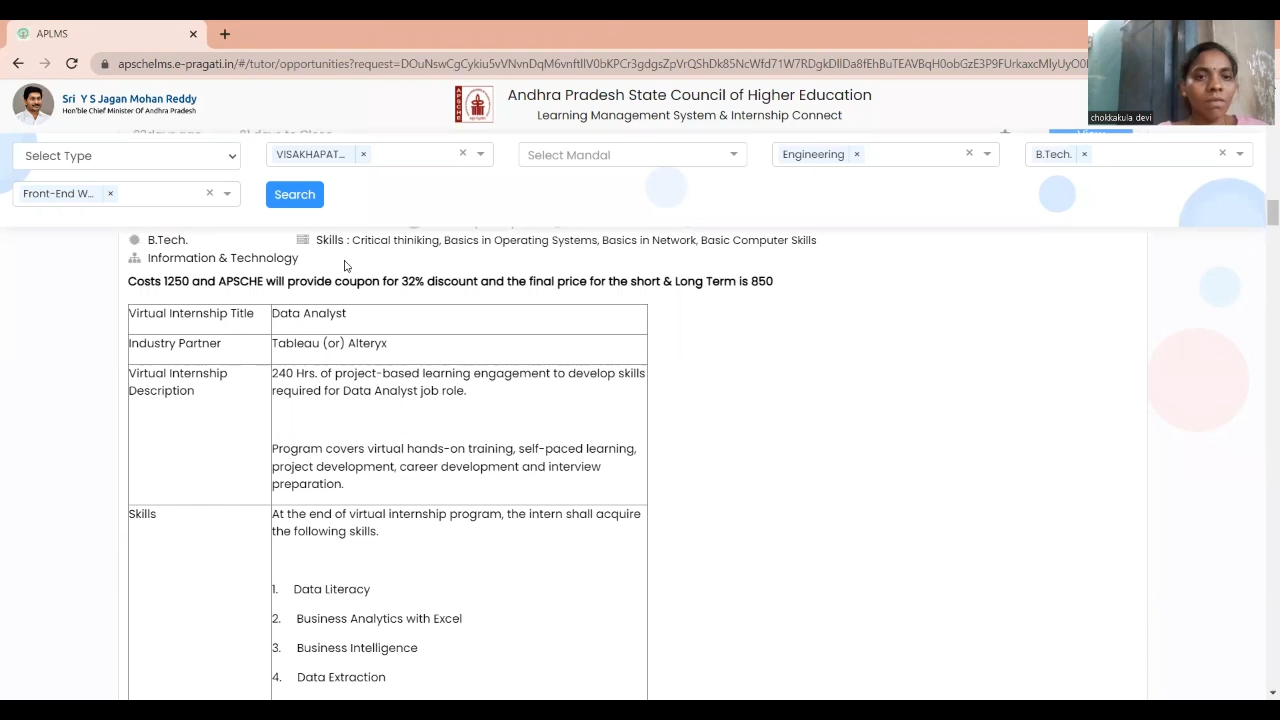 APLMS
apschelms.e-pragati.in/#/tutor/opportunities?request=
chokkakula devi
Sri Y S Jagan Mohan Reddy
Hon'ble Chief Minister Of Andhra Pradesh
APSCHE
Andhra Pradesh State Council of Higher Education
Learning Management System & Internship Connect
days to Close
View
Select Type
VISAKHAPAT... ×
Select Mandal
Engineering ×
B.Tech. ×
Front-End W... ×
Search
B.Tech.
Skills : Critical thiniking, Basics in Operating Systems, Basics in Network, Basic Computer Skills
Information & Technology
Costs 1250 and APSCHE will provide coupon for 32% discount and the final price for the short & Long Term is 850
Virtual Internship Title Data Analyst
Industry Partner Tableau (or) Alteryx
Virtual Internship Description
240 Hrs. of project-based learning engagement to develop skills
required for Data Analyst job role.
Program covers virtual hands-on training, self-paced learning,
project development, career development and interview
preparation.
Skills
At the end of virtual internship program, the intern shall acquire
the following skills.
1. Data Literacy
2. Business Analytics with Excel
3. Business Intelligence
4. Data Extraction